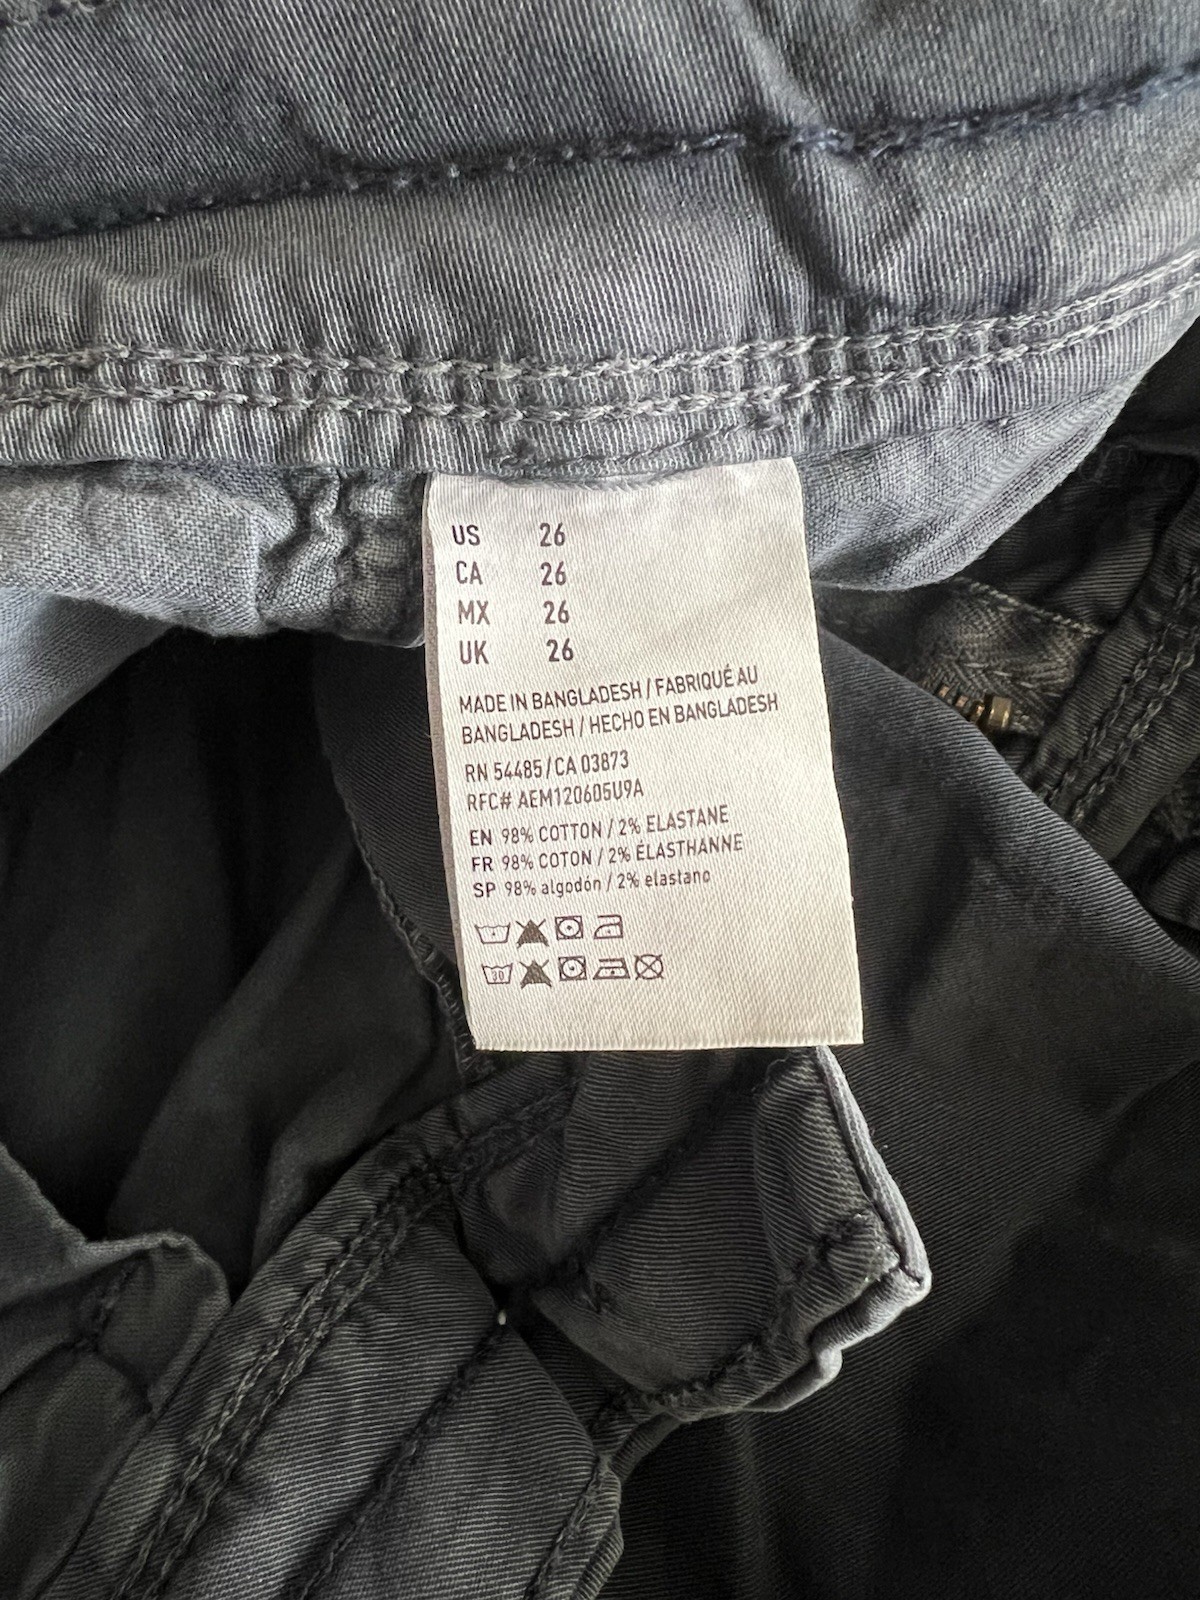 US 26
CA 26
MX 26
UK 26
MADE IN BANGLADESH / FABRIQUÉ AU
BANGLADESH / HECHO EN BANGLADESH
RN 54485 / CA 03873
RFC# AEM120605U9A
EN 98% COTTON / 2% ELASTANE
FR 98% COTON / 2% ÉLASTHANNE
SP 98% algodón / 2% elastano
30